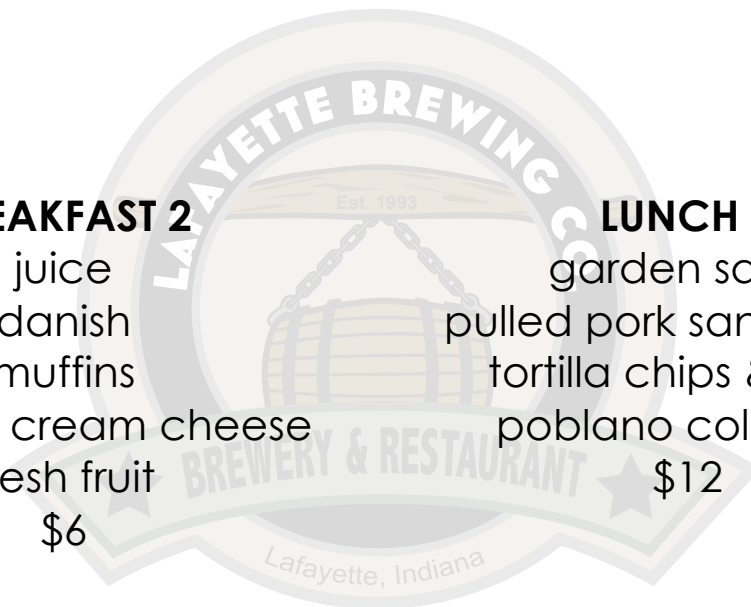 LAFAYETTE BREWING CO.
Est. 1993
EAKFAST 2
juice
danish
muffins
cream cheese
esh fruit
$6
LUNCH
garden sa
pulled pork san
tortilla chips &
poblano col
$12
BREWERY & RESTAURANT
Lafayette, Indiana